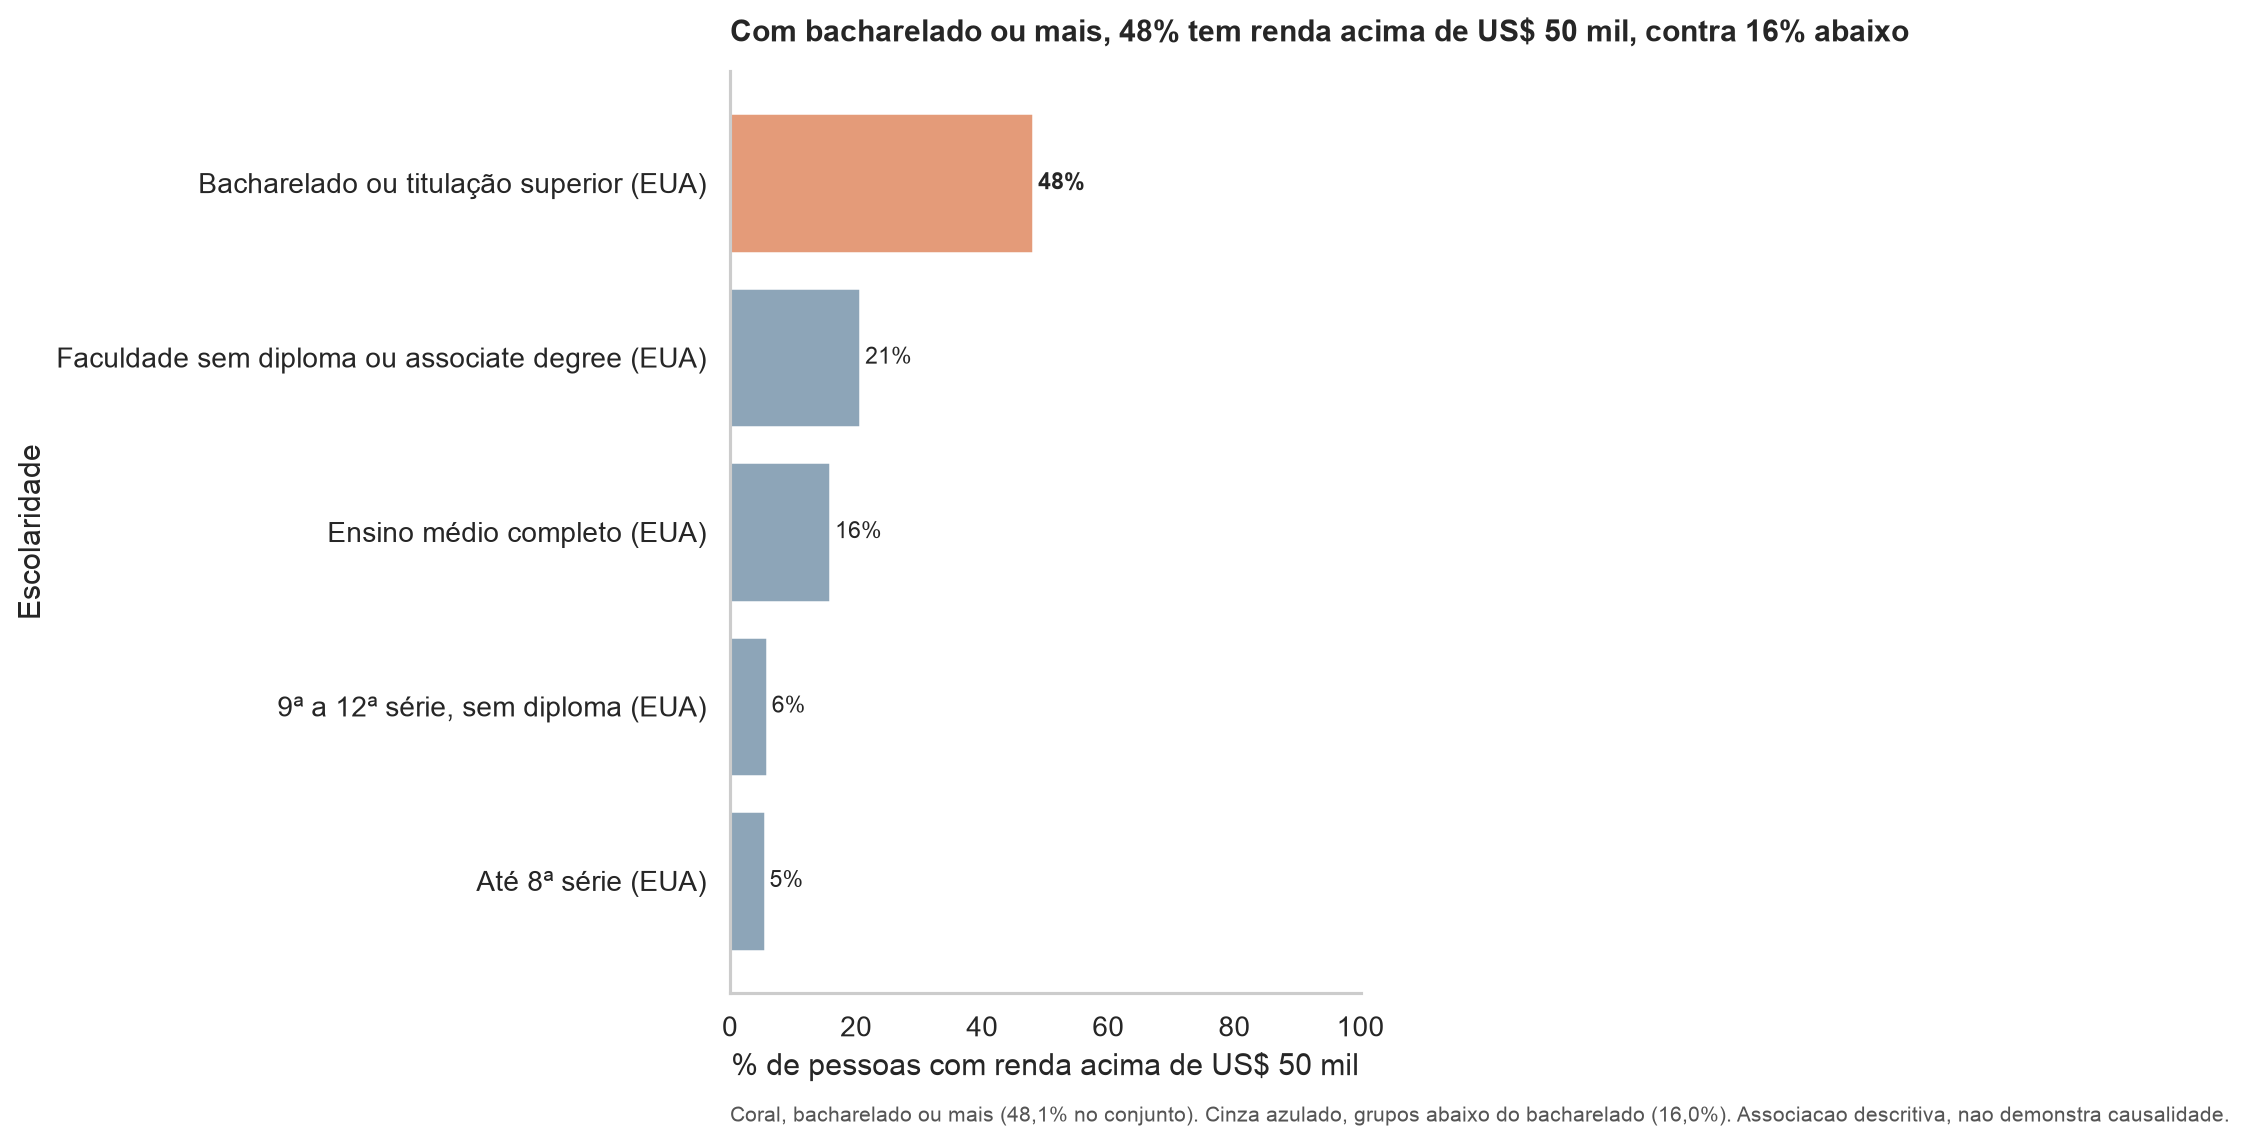 Com bacharelado ou mais, 48% tem renda acima de US$ 50 mil, contra 16% abaixo
Escolaridade
Bacharelado ou titulação superior (EUA)
48%
Faculdade sem diploma ou associate degree (EUA)
21%
Ensino médio completo (EUA)
16%
9ª a 12ª série, sem diploma (EUA)
6%
Até 8ª série (EUA)
5%
0 20 40 60 80 100
% de pessoas com renda acima de US$ 50 mil
Coral, bacharelado ou mais (48,1% no conjunto). Cinza azulado, grupos abaixo do bacharelado (16,0%). Associacao descritiva, nao demonstra causalidade.